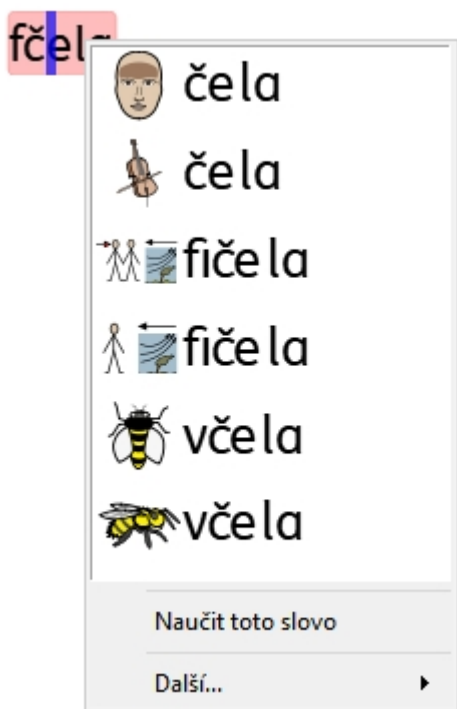 fčela
čela
čela
fičela
fičela
včela
včela
Naučit toto slovo
Další...